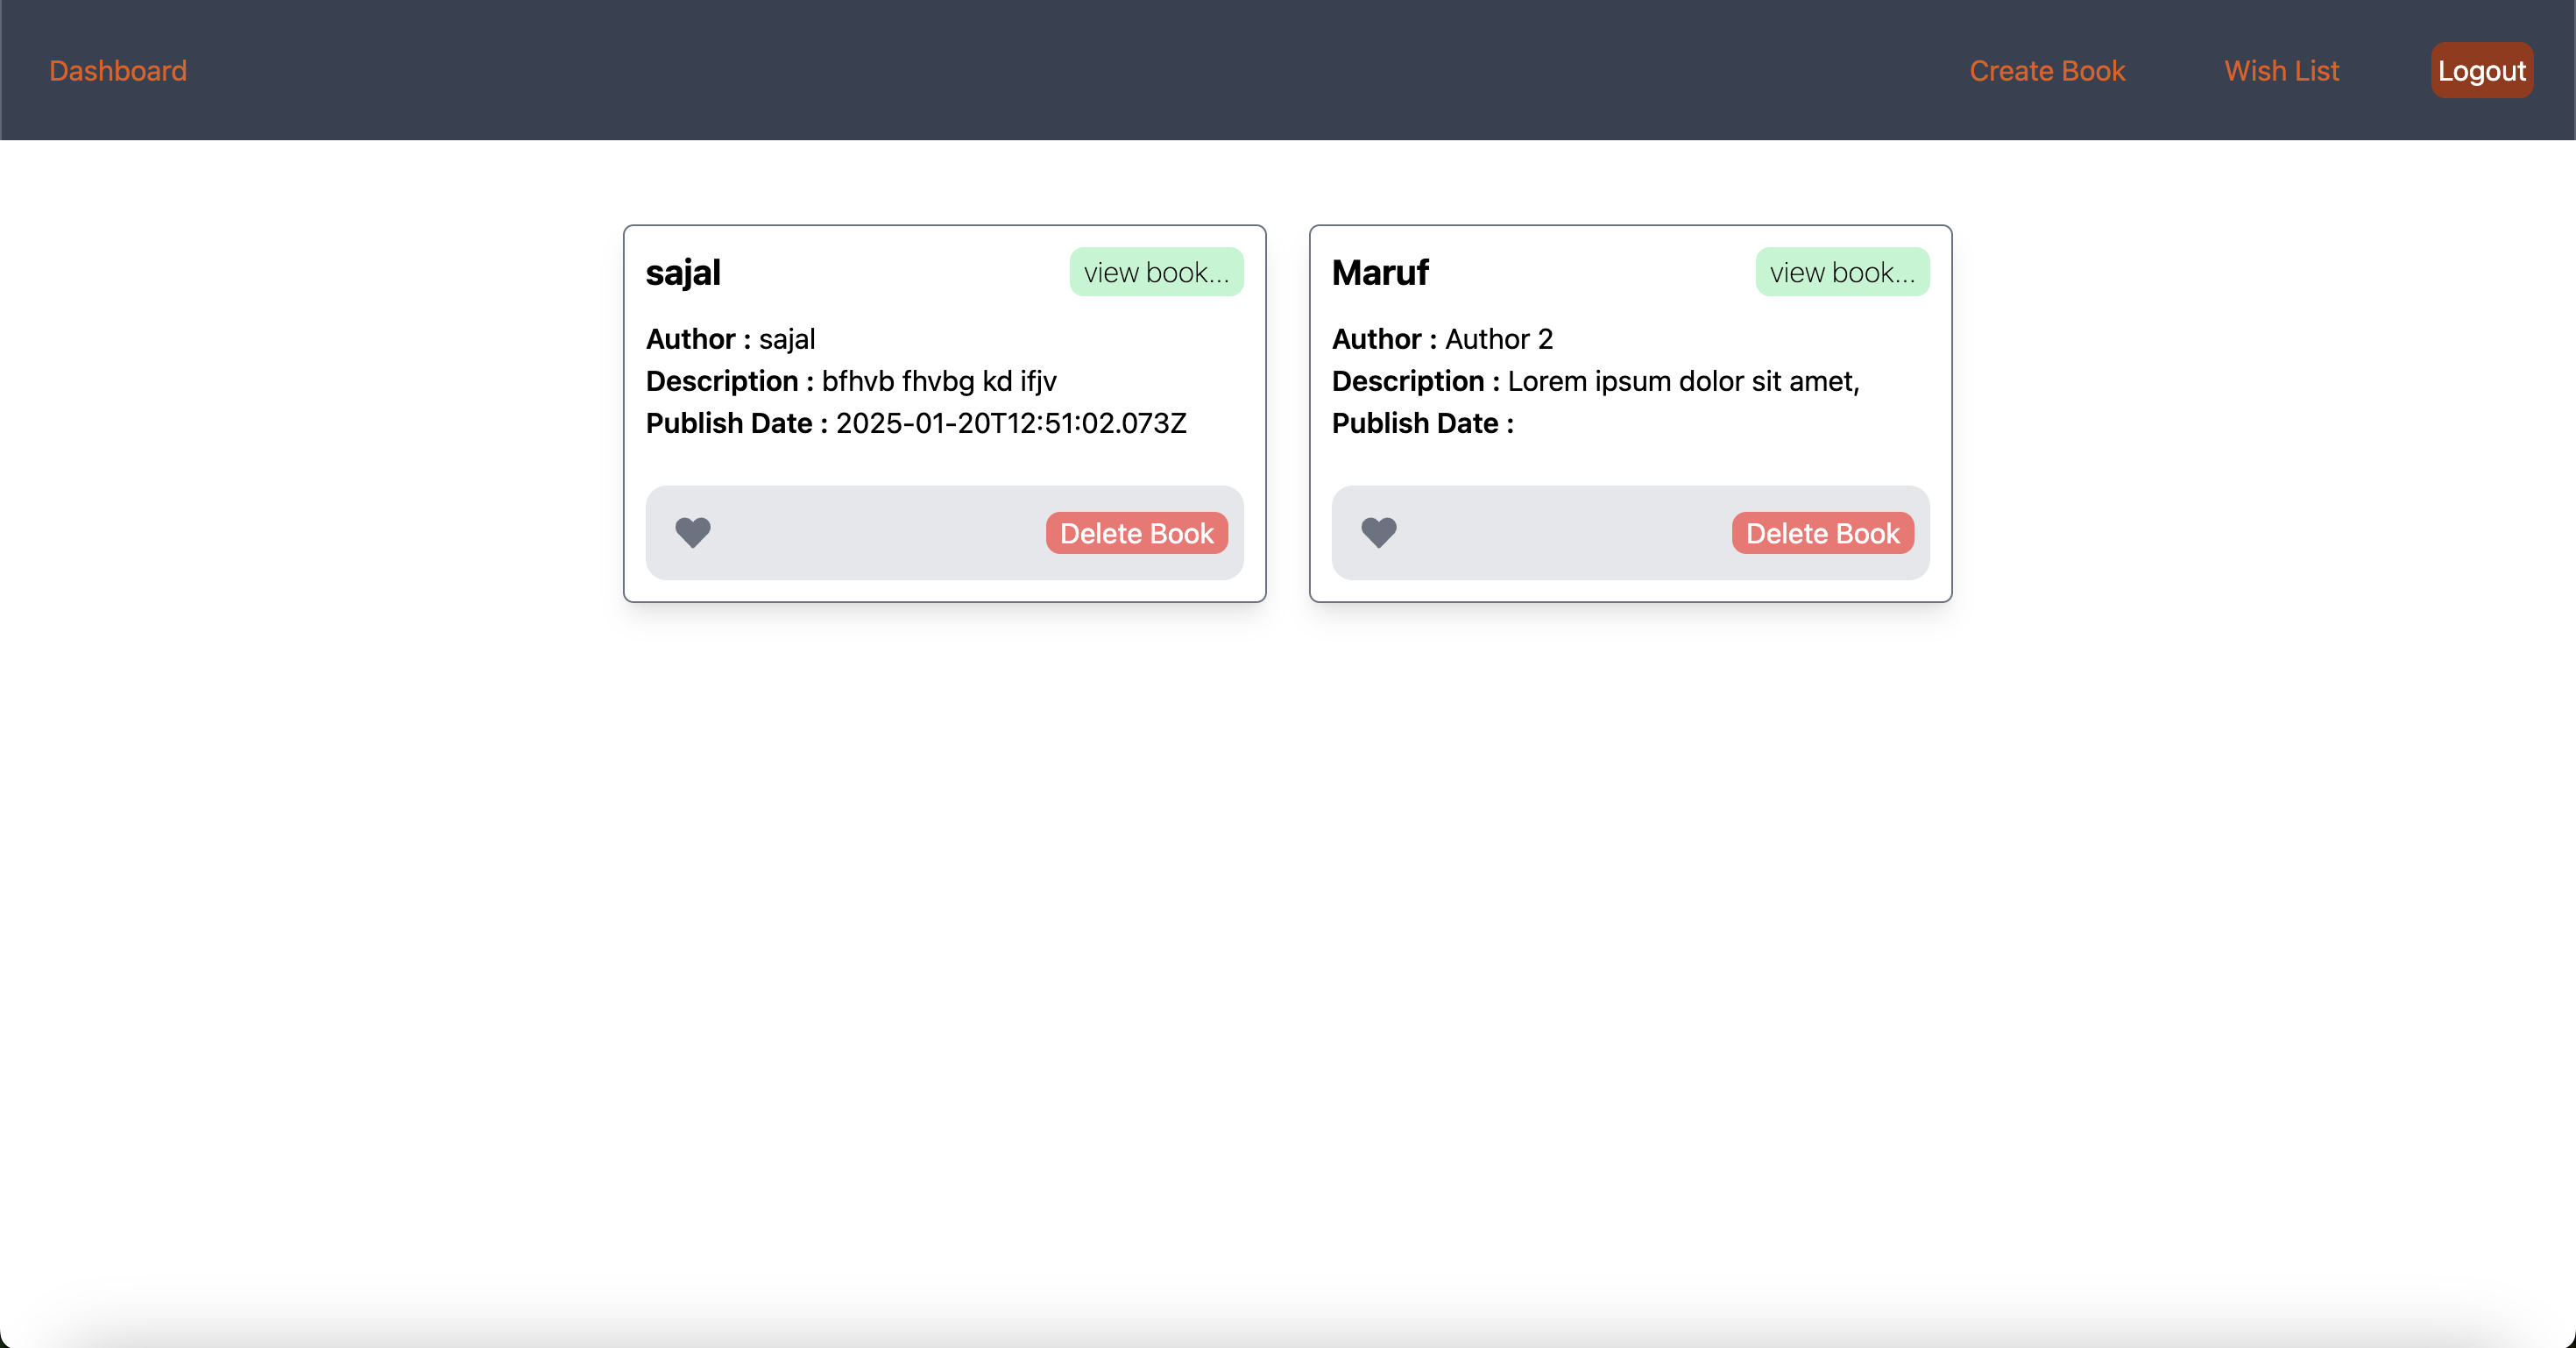 Dashboard Create Book Wish List Logout
sajal view book...
Author : sajal
Description : bfhvb fhvbg kd ifjv
Publish Date : 2025-01-20T12:51:02.073Z
Delete Book
Maruf view book...
Author : Author 2
Description : Lorem ipsum dolor sit amet,
Publish Date :
Delete Book